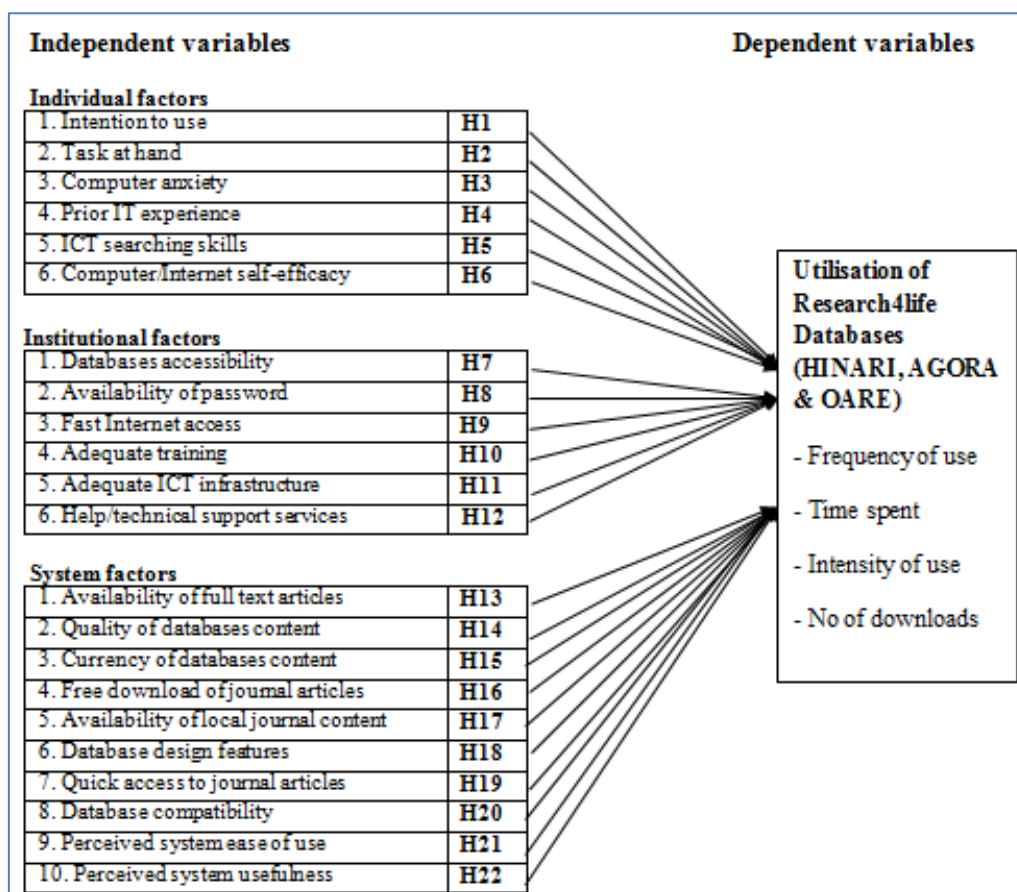 Independent variables
Dependent variables
Individual factors
1. Intention to use H1
2. Task at hand H2
3. Computer anxiety H3
4. Prior IT experience H4
5. ICT searching skills H5
6. Computer/Internet self-efficacy H6
Institutional factors
1. Databases accessibility H7
2. Availability of password H8
3. Fast Internet access H9
4. Adequate training H10
5. Adequate ICT infrastructure H11
6. Help/technical support services H12
System factors
1. Availability of full text articles H13
2. Quality of databases content H14
3. Currency of databases content H15
4. Free download of journal articles H16
5. Availability of local journal content H17
6. Database design features H18
7. Quick access to journal articles H19
8. Database compatibility H20
9. Perceived system ease of use H21
10. Perceived system usefulness H22
Utilisation of
Research4life
Databases
(HINARI, AGORA
& OARE)
- Frequency of use
- Time spent
- Intensity of use
- No of downloads